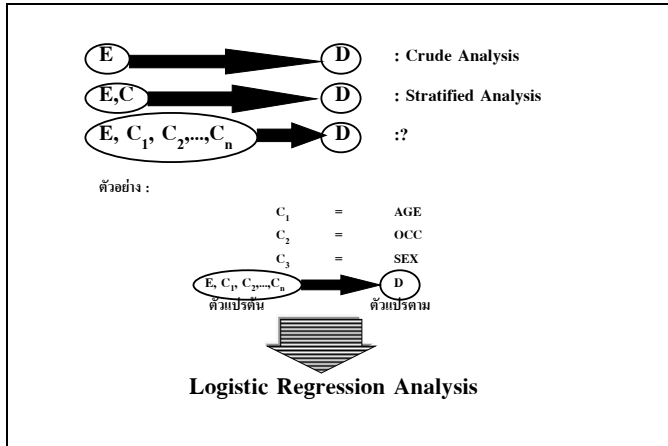 E D : Crude Analysis
E,C D : Stratified Analysis
E, C₁, C₂,...,Cₙ D :?
ตัวอย่าง :
C₁ = AGE
C₂ = OCC
C₃ = SEX
E, C₁, C₂,...,Cₙ D
ตัวแปรต้น ตัวแปรตาม
Logistic Regression Analysis